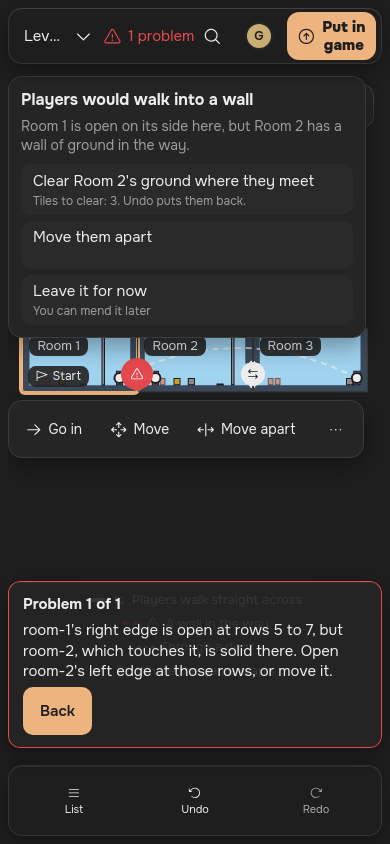 Lev...
1 problem
G
Put in
game
Players would walk into a wall
Room 1 is open on its side here, but Room 2 has a
wall of ground in the way.
Clear Room 2's ground where they meet
Tiles to clear: 3. Undo puts them back.
Move them apart
Leave it for now
You can mend it later
Room 1
Room 2
Room 3
Start
Go in
Move
Move apart
...
Players walk straight across
Problem 1 of 1
A wall in the way
room-1's right edge is open at rows 5 to 7, but
room-2, which touches it, is solid there. Open
room-2's left edge at those rows, or move it.
Back
List
Undo
Redo